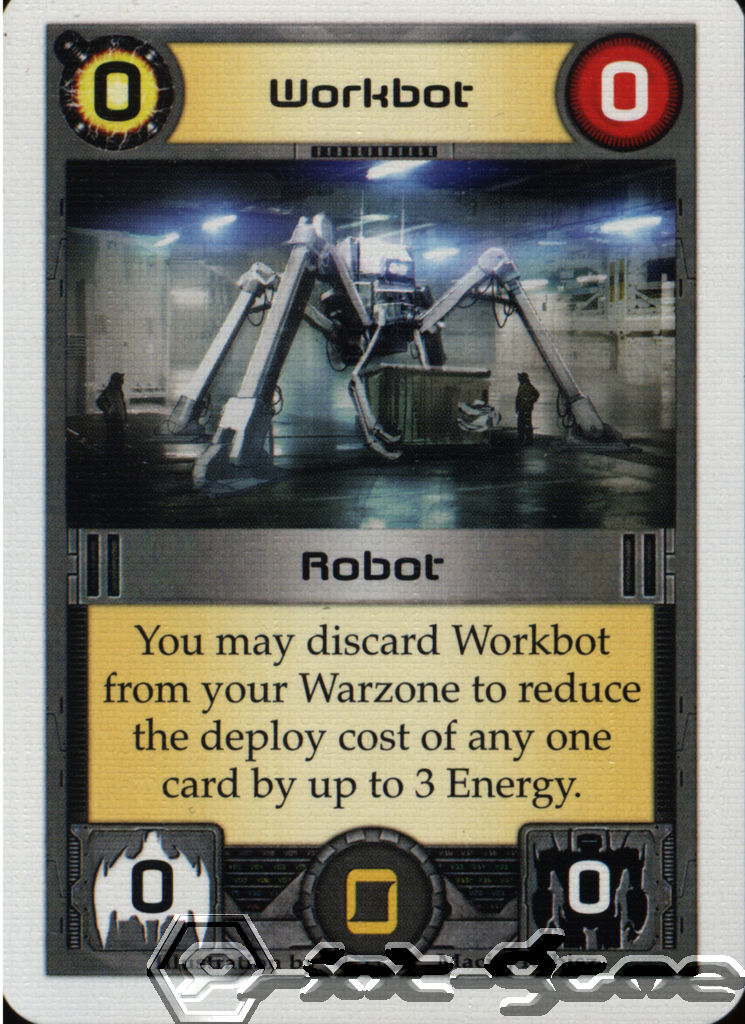 0 Workbot 0
Robot
You may discard Workbot
from your Warzone to reduce
the deploy cost of any one
card by up to 3 Energy.
0 0
Illustration